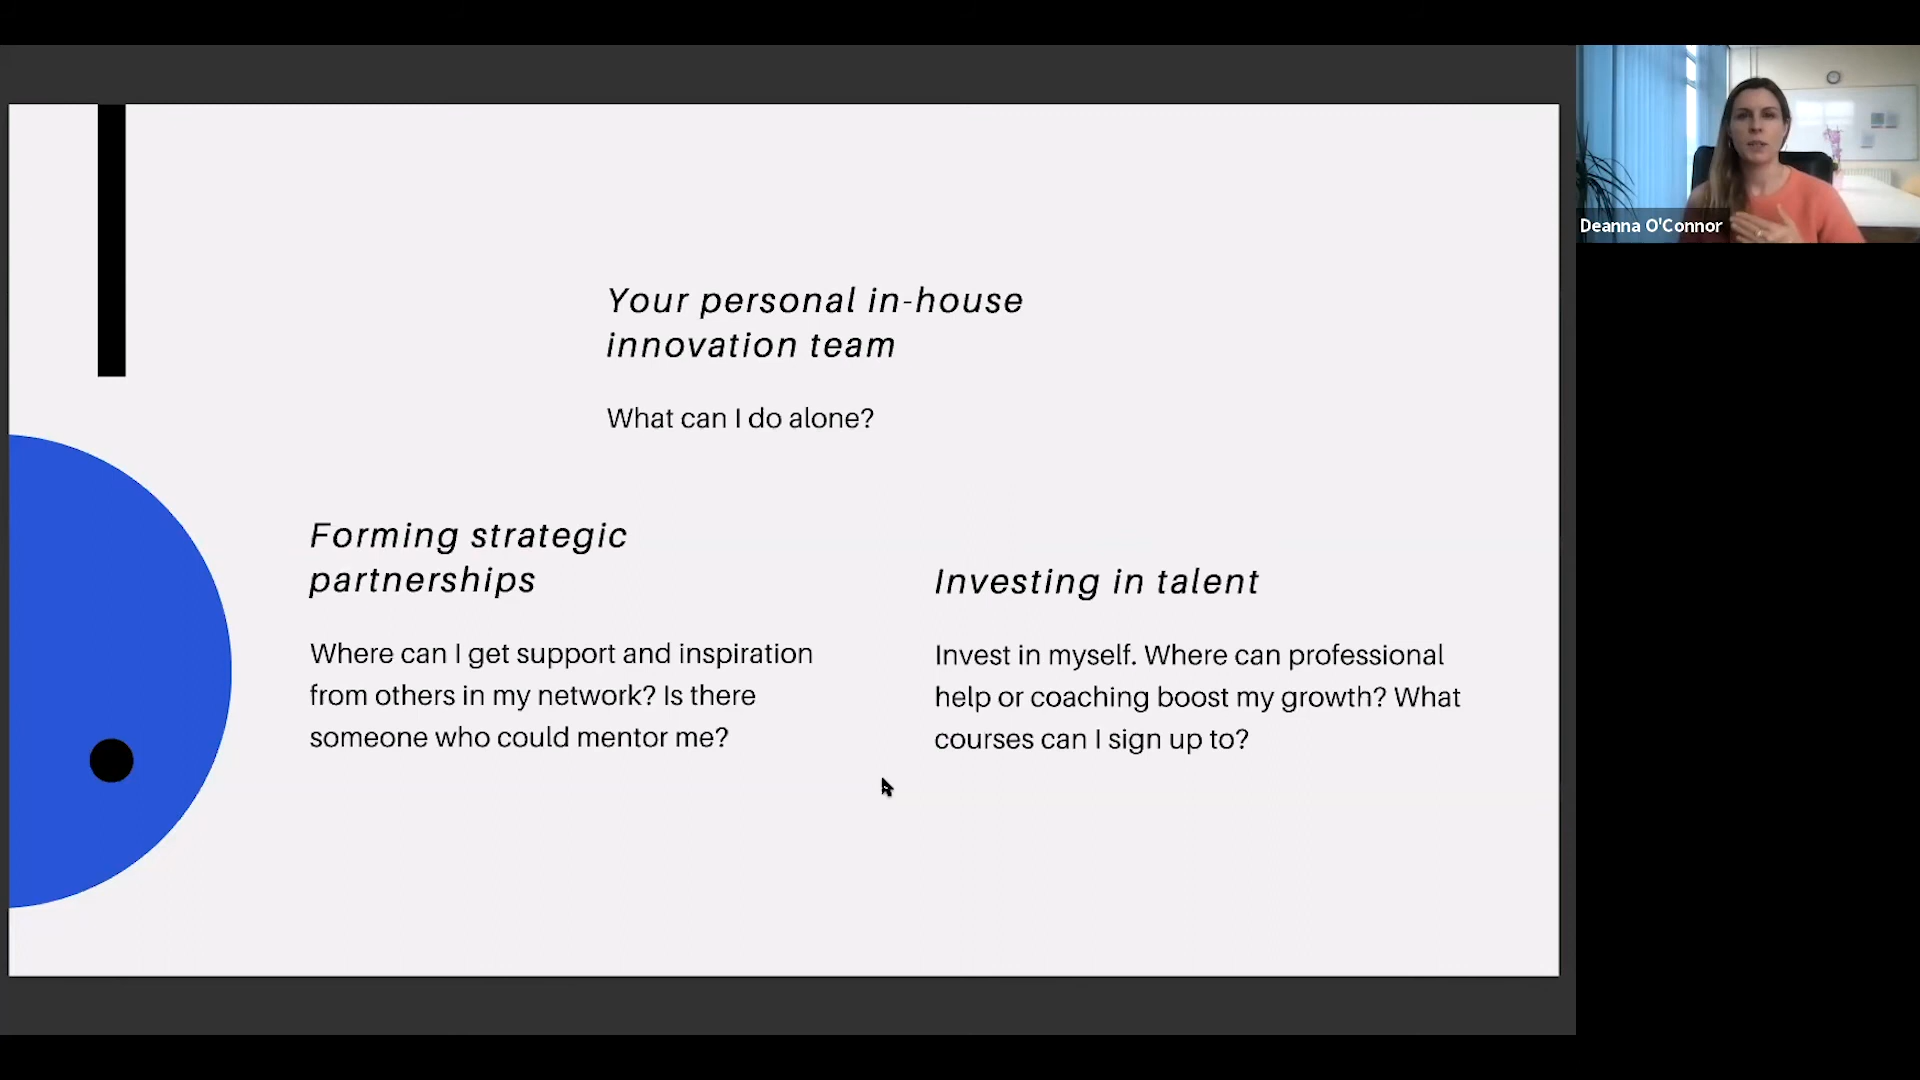 Your personal in-house
innovation team
What can I do alone?
Forming strategic
partnerships
Where can I get support and inspiration
from others in my network? Is there
someone who could mentor me?
Investing in talent
Invest in myself. Where can professional
help or coaching boost my growth? What
courses can I sign up to?
Deanna O'Connor